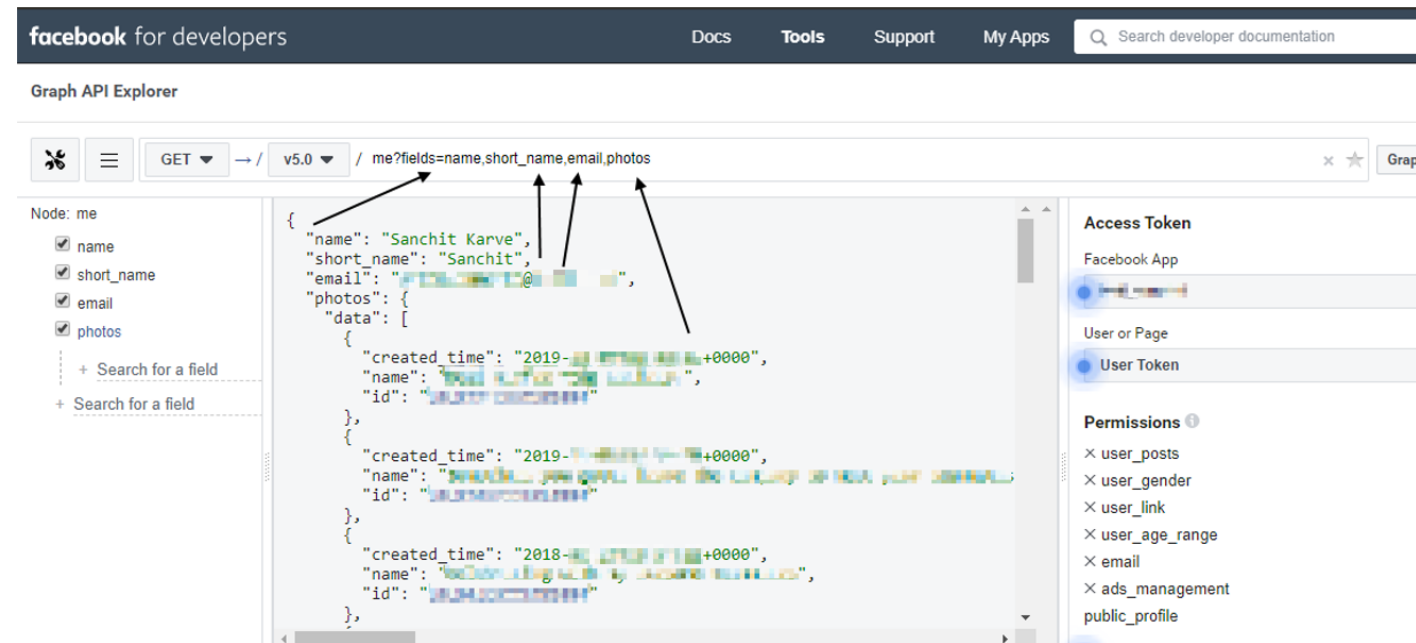 facebook for developers Docs Tools Support My Apps Search developer documentation
Graph API Explorer
GET → / v5.0 / me?fields=name,short_name,email,photos
Node: me
name
short_name
email
photos
+ Search for a field
+ Search for a field
{
"name": "Sanchit Karve",
"short_name": "Sanchit",
"email": "@",
"photos": {
"data": [
{
"created_time": "2019-+0000",
"name": "",
"id": ""
},
{
"created_time": "2019-+0000",
"name": "
"id": ""
},
{
"created_time": "2018-+0000",
"name": "",
"id": ""
},
Access Token
Facebook App
User or Page
User Token
Permissions
× user_posts
× user_gender
× user_link
× user_age_range
× email
× ads_management
public_profile